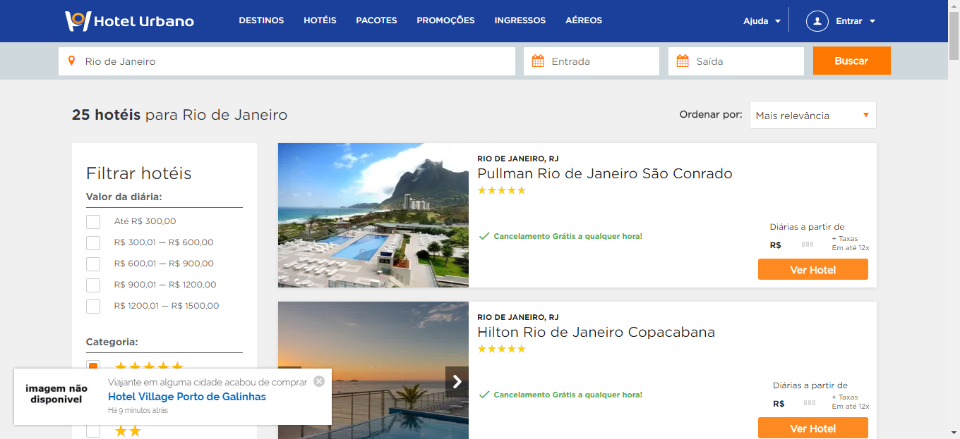 Hotel Urbano
DESTINOS HOTÉIS PACOTES PROMOÇÕES INGRESSOS AÉREOS
Ajuda Entrar
Rio de Janeiro
Entrada
Saída
Buscar
25 hotéis para Rio de Janeiro
Ordenar por: Mais relevância
Filtrar hotéis
Valor da diária:
Até R$ 300,00
R$ 300,01 — R$ 600,00
R$ 600,01 — R$ 900,00
R$ 900,01 — R$ 1200,00
R$ 1200,01 — R$ 1500,00
Categoria:
RIO DE JANEIRO, RJ
Pullman Rio de Janeiro São Conrado
Cancelamento Grátis a qualquer hora!
Diárias a partir de
R$
+ Taxas
Em até 12x
Ver Hotel
RIO DE JANEIRO, RJ
Hilton Rio de Janeiro Copacabana
Cancelamento Grátis a qualquer hora!
Diárias a partir de
R$
+ Taxas
Em até 12x
Ver Hotel
imagem não
disponivel
Viajante em alguma cidade acabou de comprar
Hotel Village Porto de Galinhas
Há 9 minutos atrás